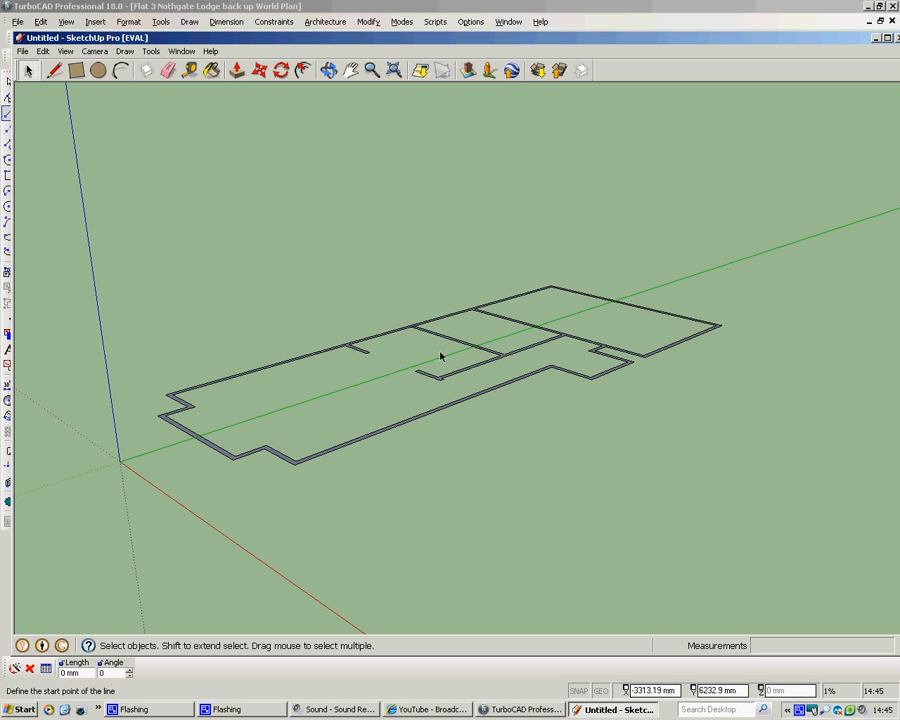 TurboCAD Professional 18.0 - [Flat 3 Nothgate Lodge back up World Plan]
File Edit View Insert Format Tools Draw Dimension Constraints Architecture Modify Modes Scripts Options Window Help
Untitled - SketchUp Pro [EVAL]
File Edit View Camera Draw Tools Window Help
Select objects. Shift to extend select. Drag mouse to select multiple.
Measurements
Length Angle
0 mm 0
Define the start point of the line
SNAP GEO X -3313.19 mm Y 6232.9 mm Z 0 mm 1% 14:45
Start Flashing Flashing Sound - Sound Re... YouTube - Broadc... TurboCAD Profess... Untitled - Sketc... Search Desktop 14:45